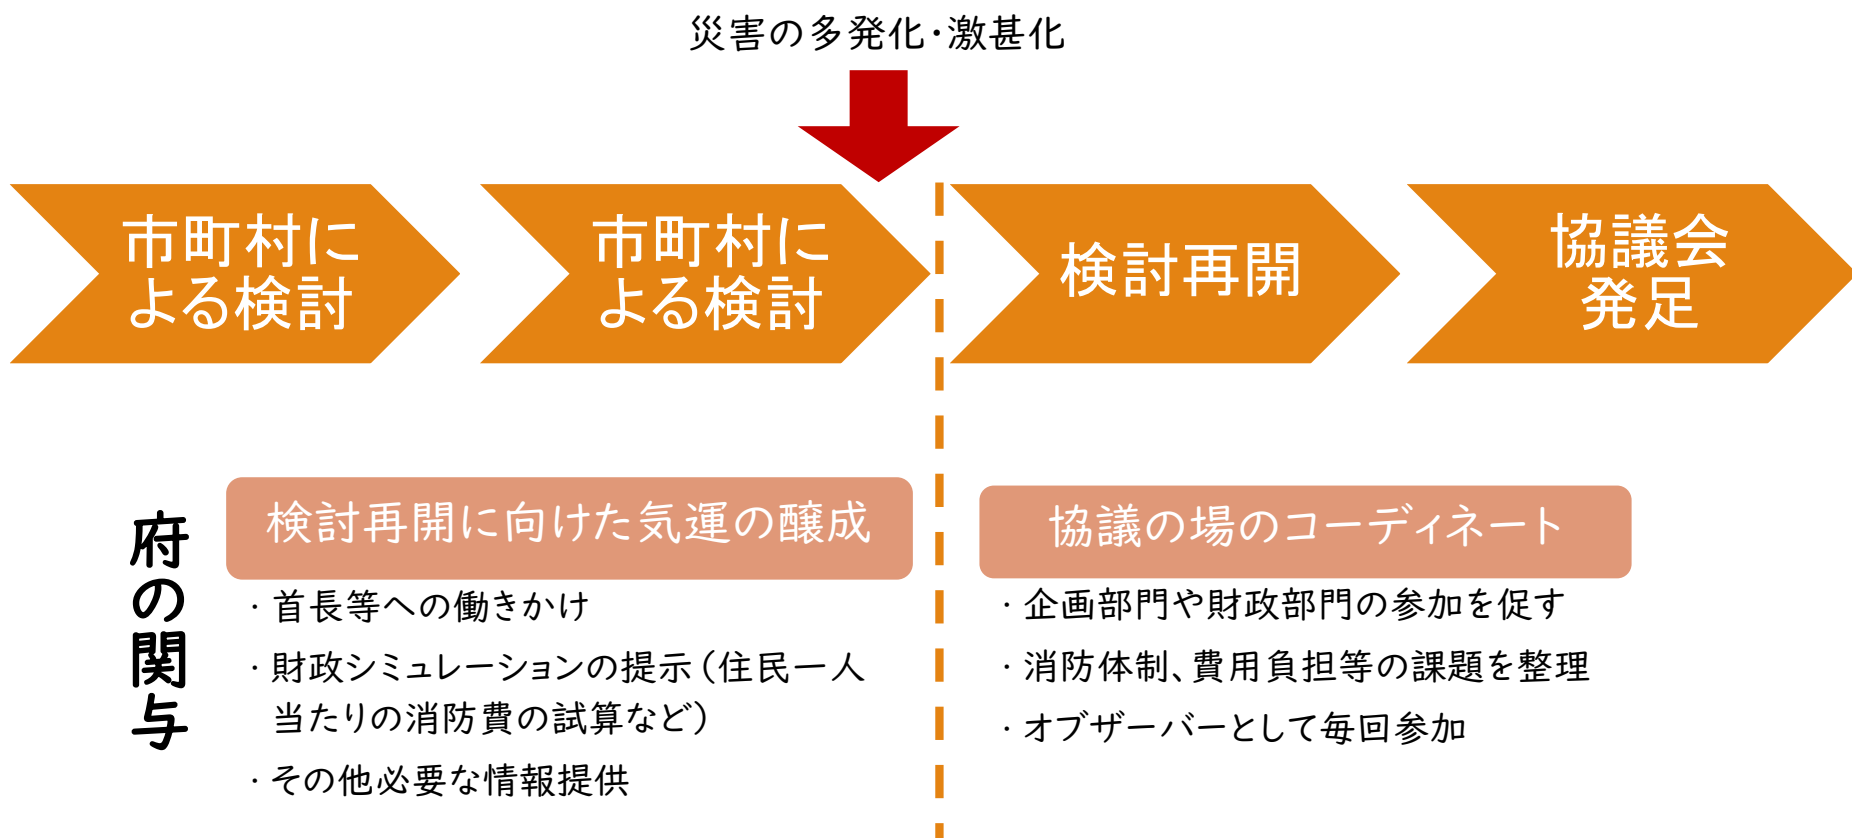 災害の多発化・激甚化
市町村に
よる検討
市町村に
よる検討
検討再開
協議会
発足
府の関与
検討再開に向けた気運の醸成
・首長等への働きかけ
・財政シミュレーションの提示（住民一人
当たりの消防費の試算など）
・その他必要な情報提供
協議の場のコーディネート
・企画部門や財政部門の参加を促す
・消防体制、費用負担等の課題を整理
・オブザーバーとして毎回参加